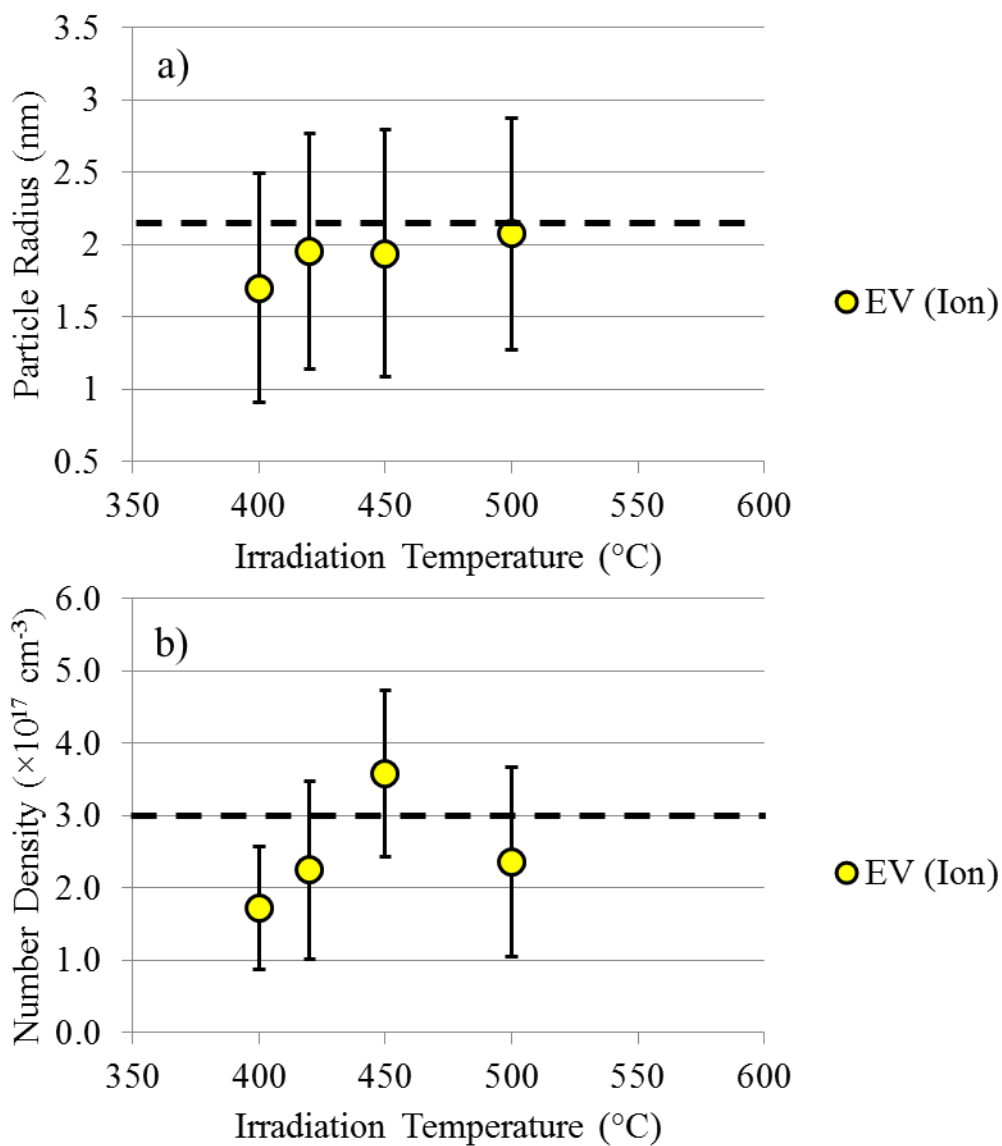 a)
3.5
3
2.5
2
1.5
1
0.5
Particle Radius (nm)
350 400 450 500 550 600
Irradiation Temperature (°C)
EV (Ion)
b)
6.0
5.0
4.0
3.0
2.0
1.0
0.0
Number Density (×10¹⁷ cm⁻³)
350 400 450 500 550 600
Irradiation Temperature (°C)
EV (Ion)